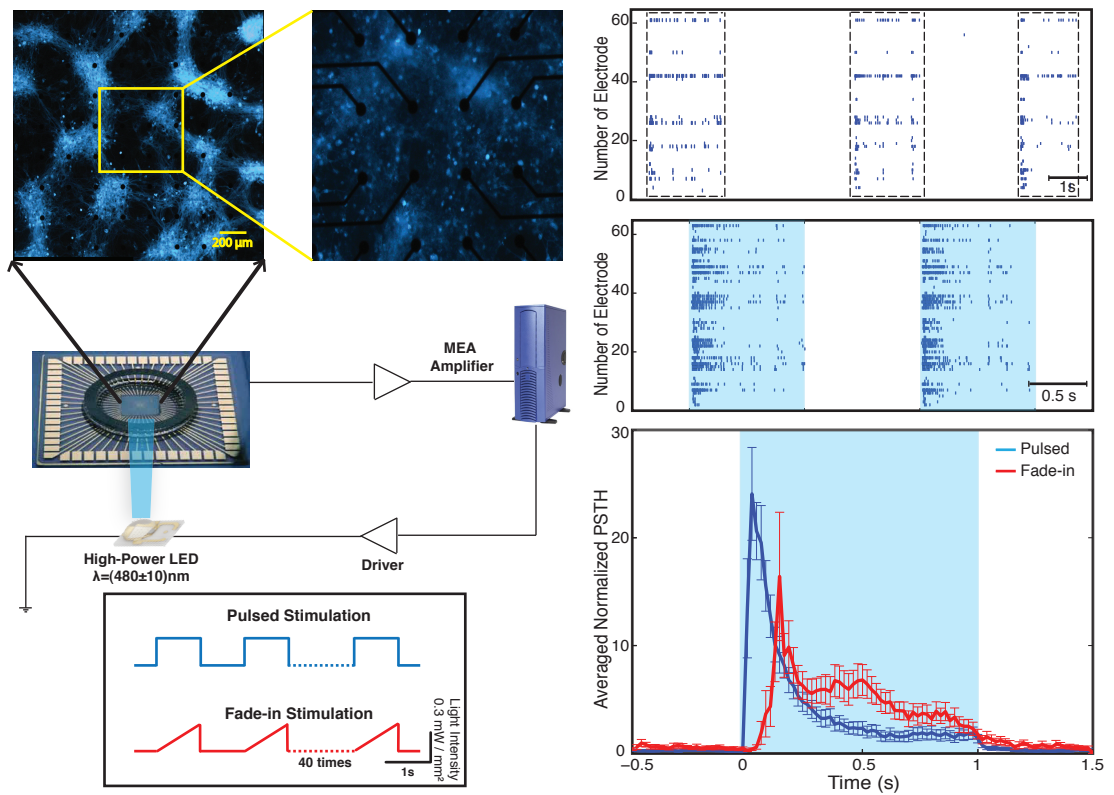 200 μm
MEA
Amplifier
High-Power LED
λ=(480±10)nm
Driver
Pulsed Stimulation
Fade-in Stimulation
40 times
1s
Light Intensity
0.3 mW / mm²
Number of Electrode
60
40
20
0
1s
Number of Electrode
60
40
20
0
0.5 s
Averaged Normalized PSTH
30
20
10
0
Pulsed
Fade-in
−0.5
0
0.5
1
1.5
Time (s)